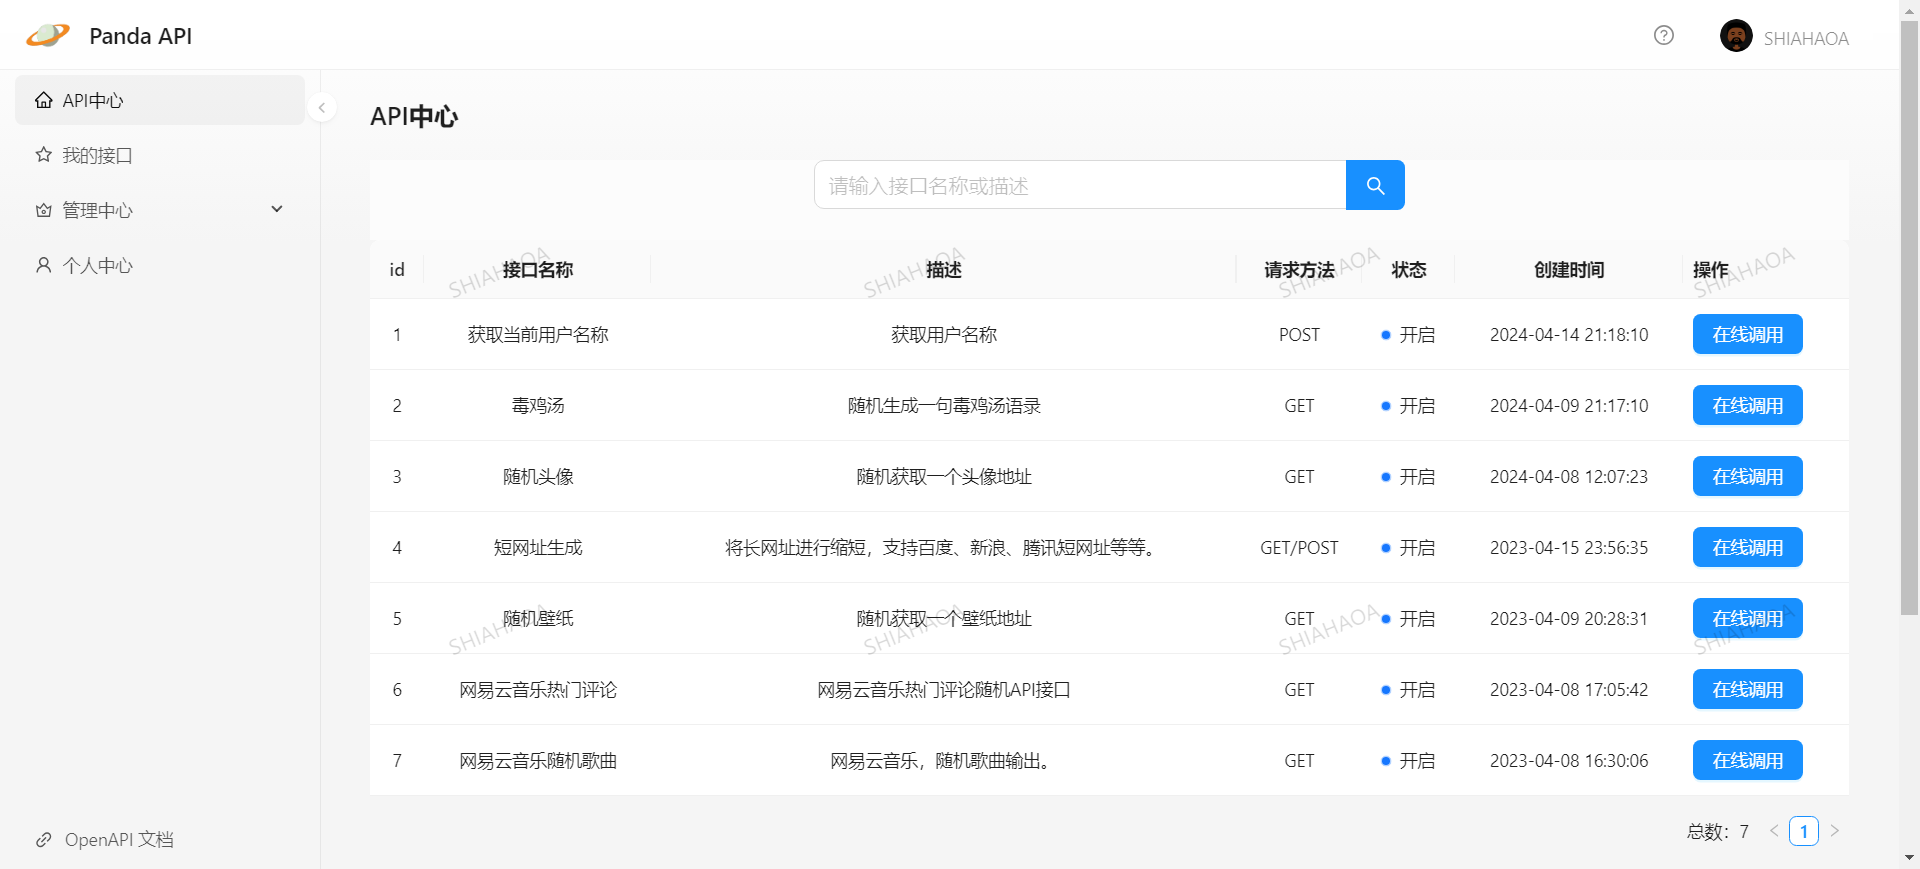 Panda API
SHIAHAOA
API中心
我的接口
管理中心
个人中心
OpenAPI 文档
API中心
请输入接口名称或描述
id 接口名称 描述 请求方法 状态 创建时间 操作
1 获取当前用户名称 获取用户名称 POST 开启 2024-04-14 21:18:10 在线调用
2 毒鸡汤 随机生成一句毒鸡汤语录 GET 开启 2024-04-09 21:17:10 在线调用
3 随机头像 随机获取一个头像地址 GET 开启 2024-04-08 12:07:23 在线调用
4 短网址生成 将长网址进行缩短，支持百度、新浪、腾讯短网址等等。 GET/POST 开启 2023-04-15 23:56:35 在线调用
5 随机壁纸 随机获取一个壁纸地址 GET 开启 2023-04-09 20:28:31 在线调用
6 网易云音乐热门评论 网易云音乐热门评论随机API接口 GET 开启 2023-04-08 17:05:42 在线调用
7 网易云音乐随机歌曲 网易云音乐，随机歌曲输出。 GET 开启 2023-04-08 16:30:06 在线调用
总数：7 < 1 >
SHIAHAOA SHIAHAOA SHIAHAOA SHIAHAOA
SHIAHAOA SHIAHAOA SHIAHAOA SHIAHAOA